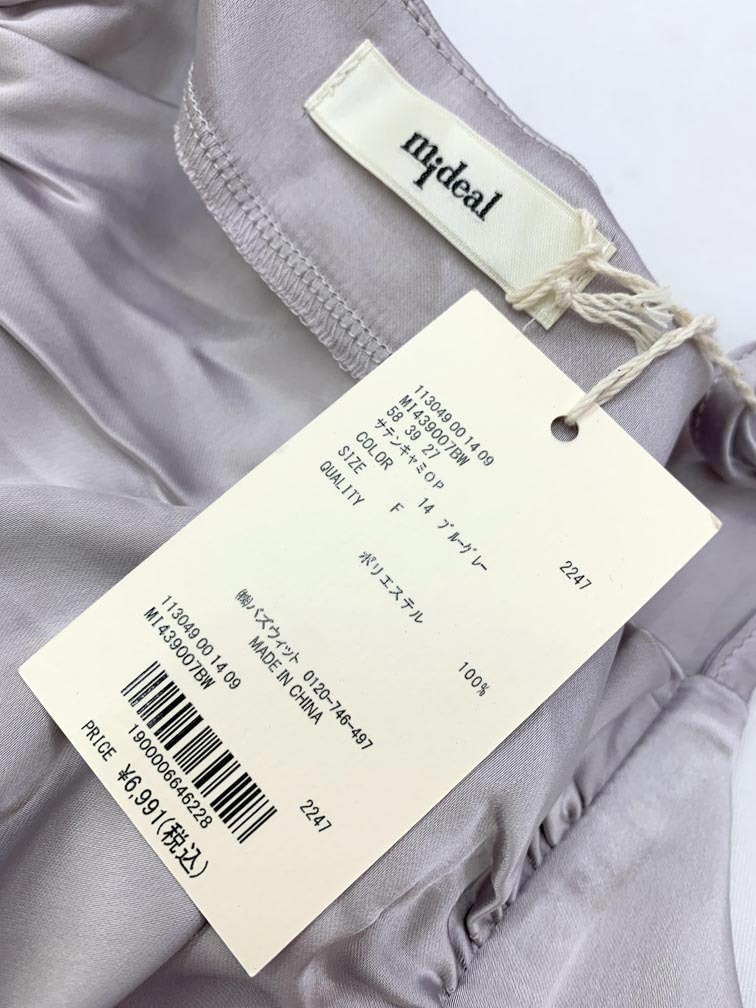 mideal
113049 00 14 09
MI439007BW
58 39 27
サテンキャミOP
COLOR 14 ブルーグレー
SIZE F 2247
QUALITY
ポリエステル 100%
㈱バズウィット 0120-746-497
MADE IN CHINA
113049 00 14 09
MI439007BW 2247
1900006646228
PRICE ¥6,991(税込)